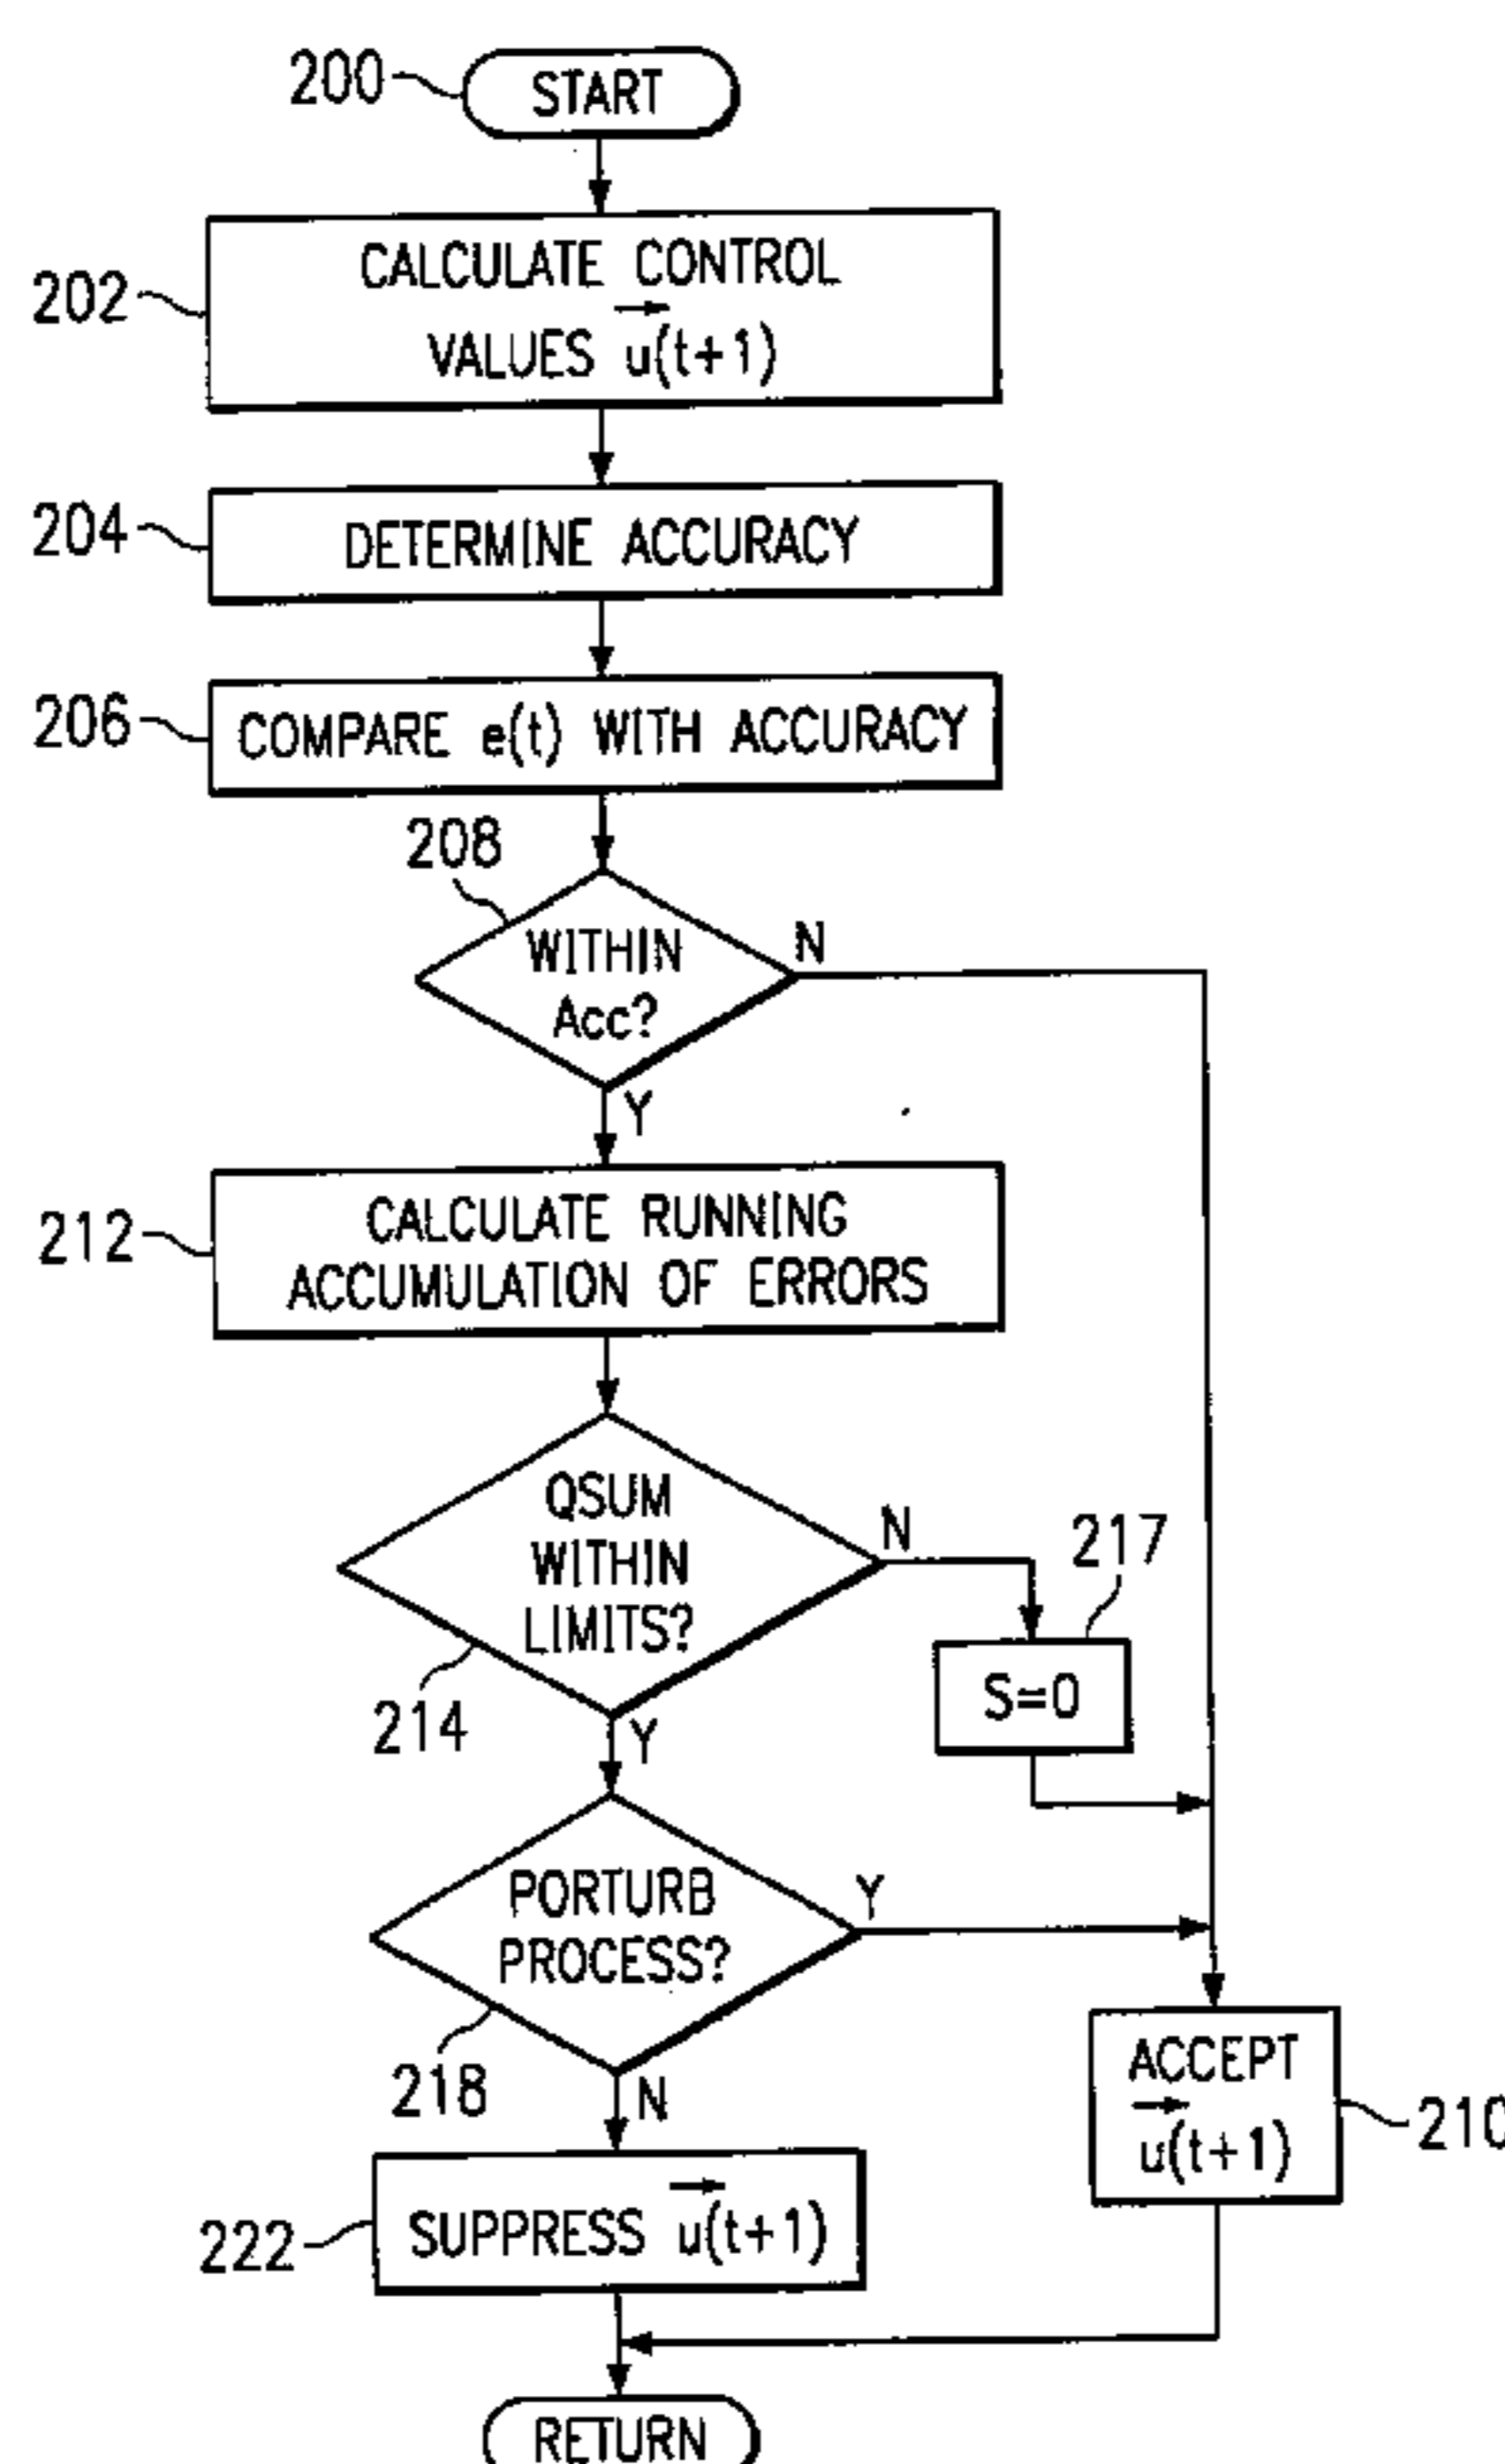 200
START
202
CALCULATE CONTROL
VALUES u(t+1)
204
DETERMINE ACCURACY
206
COMPARE e(t) WITH ACCURACY
208
WITHIN
Acc?
N
Y
212
CALCULATE RUNNING
ACCUMULATION OF ERRORS
QSUM
WITHIN
LIMITS?
N
217
214
S=0
Y
PORTURB
PROCESS?
Y
218
N
ACCEPT
u(t+1)
210
222
SUPPRESS u(t+1)
RETURN